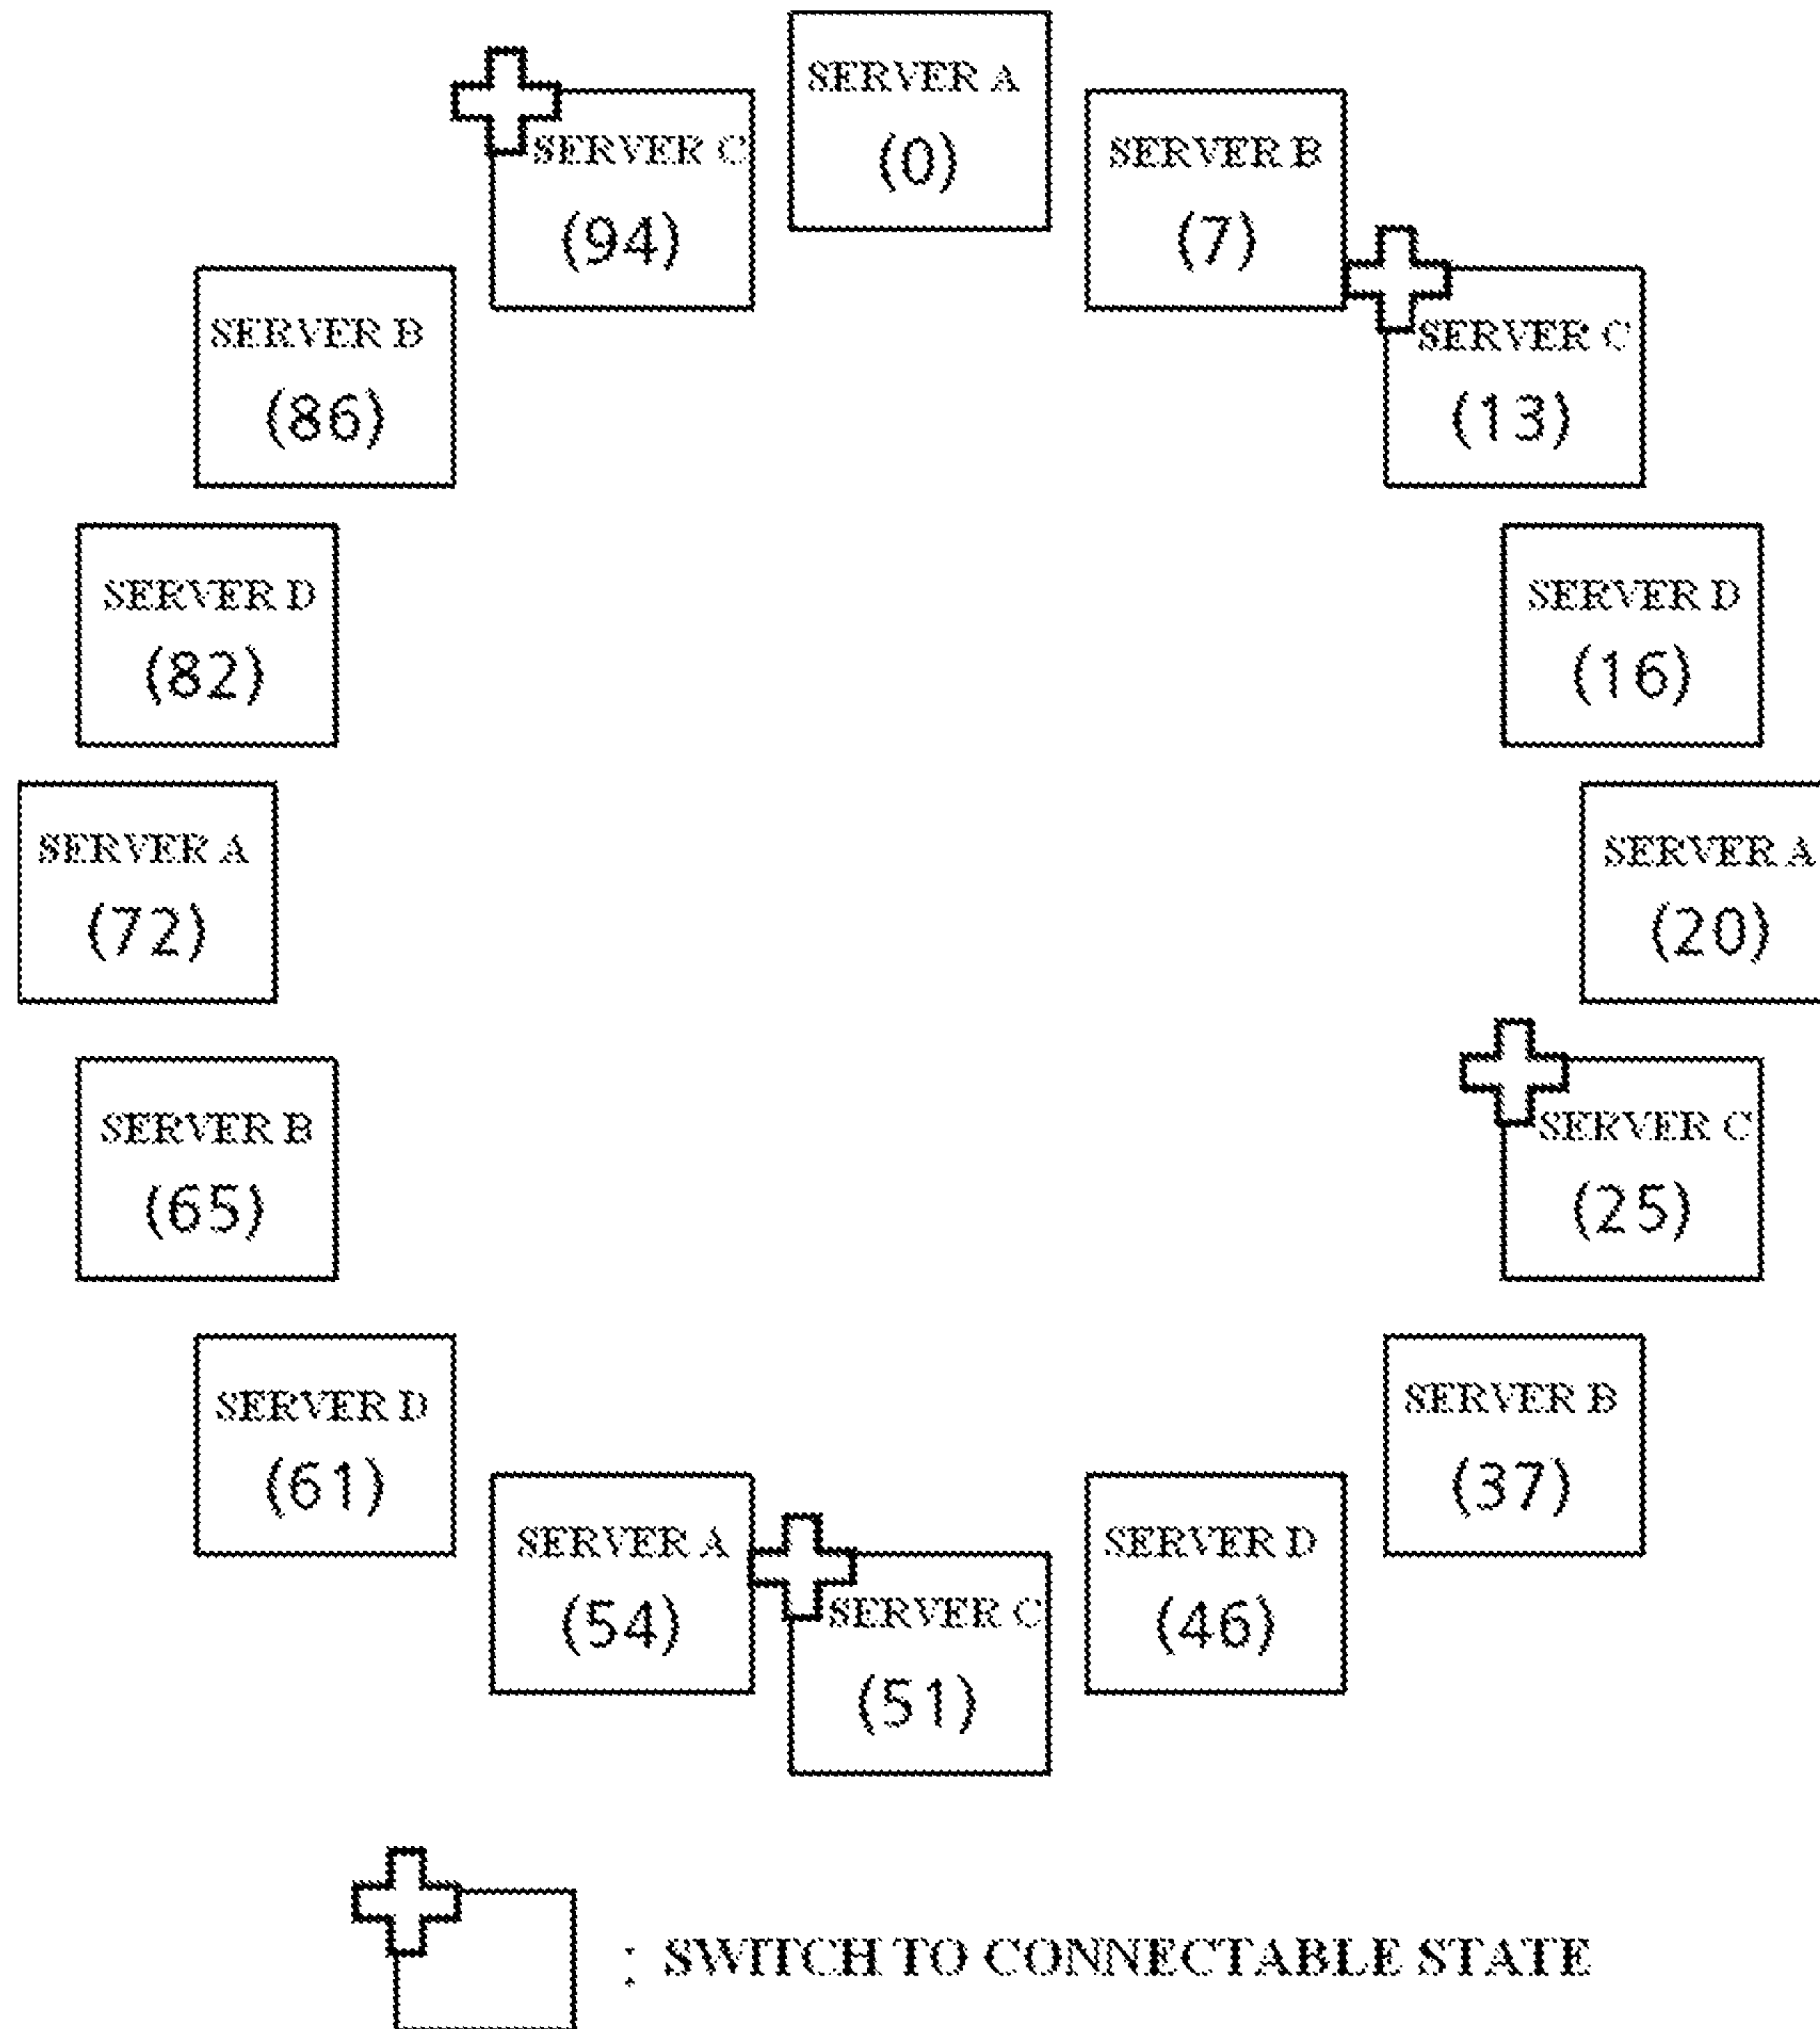 SERVER A
(0)
SERVER B
(7)
SERVER C
(13)
SERVER D
(16)
SERVER A
(20)
SERVER C
(25)
SERVER B
(37)
SERVER D
(46)
SERVER C
(51)
SERVER A
(54)
SERVER D
(61)
SERVER B
(65)
SERVER A
(72)
SERVER D
(82)
SERVER B
(86)
SERVER C
(94)
: SWITCH TO CONNECTABLE STATE